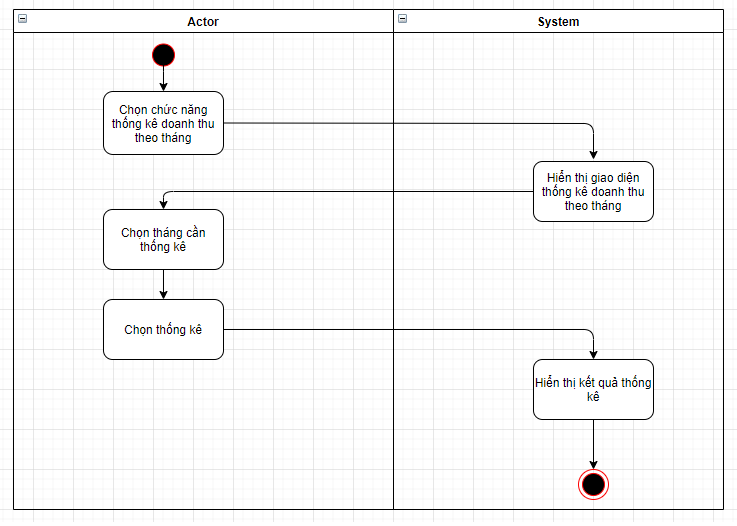 Actor
System
Chọn chức năng
thống kê doanh thu
theo tháng
Hiển thị giao diện
thống kê doanh thu
theo tháng
Chọn tháng cần
thống kê
Chọn thống kê
Hiển thị kết quả thống
kê